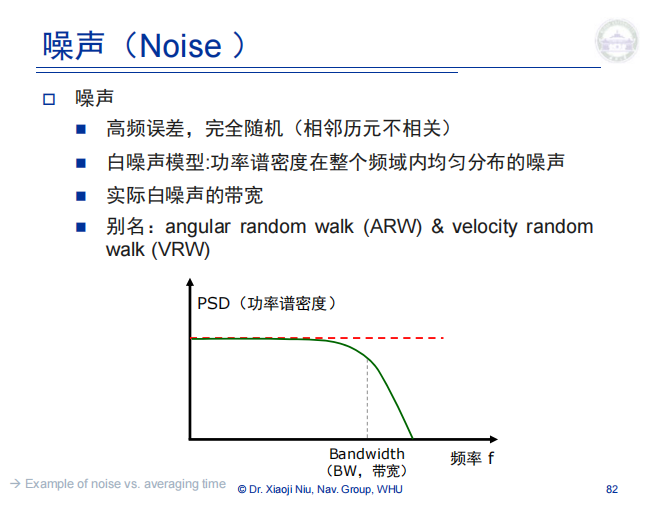 噪声（Noise ）
噪声
高频误差，完全随机（相邻历元不相关）
白噪声模型:功率谱密度在整个频域内均匀分布的噪声
实际白噪声的带宽
别名：angular random walk (ARW) & velocity random
walk (VRW)
PSD（功率谱密度）
Bandwidth
（BW，带宽）
频率 f
→ Example of noise vs. averaging time
© Dr. Xiaoji Niu, Nav. Group, WHU
82